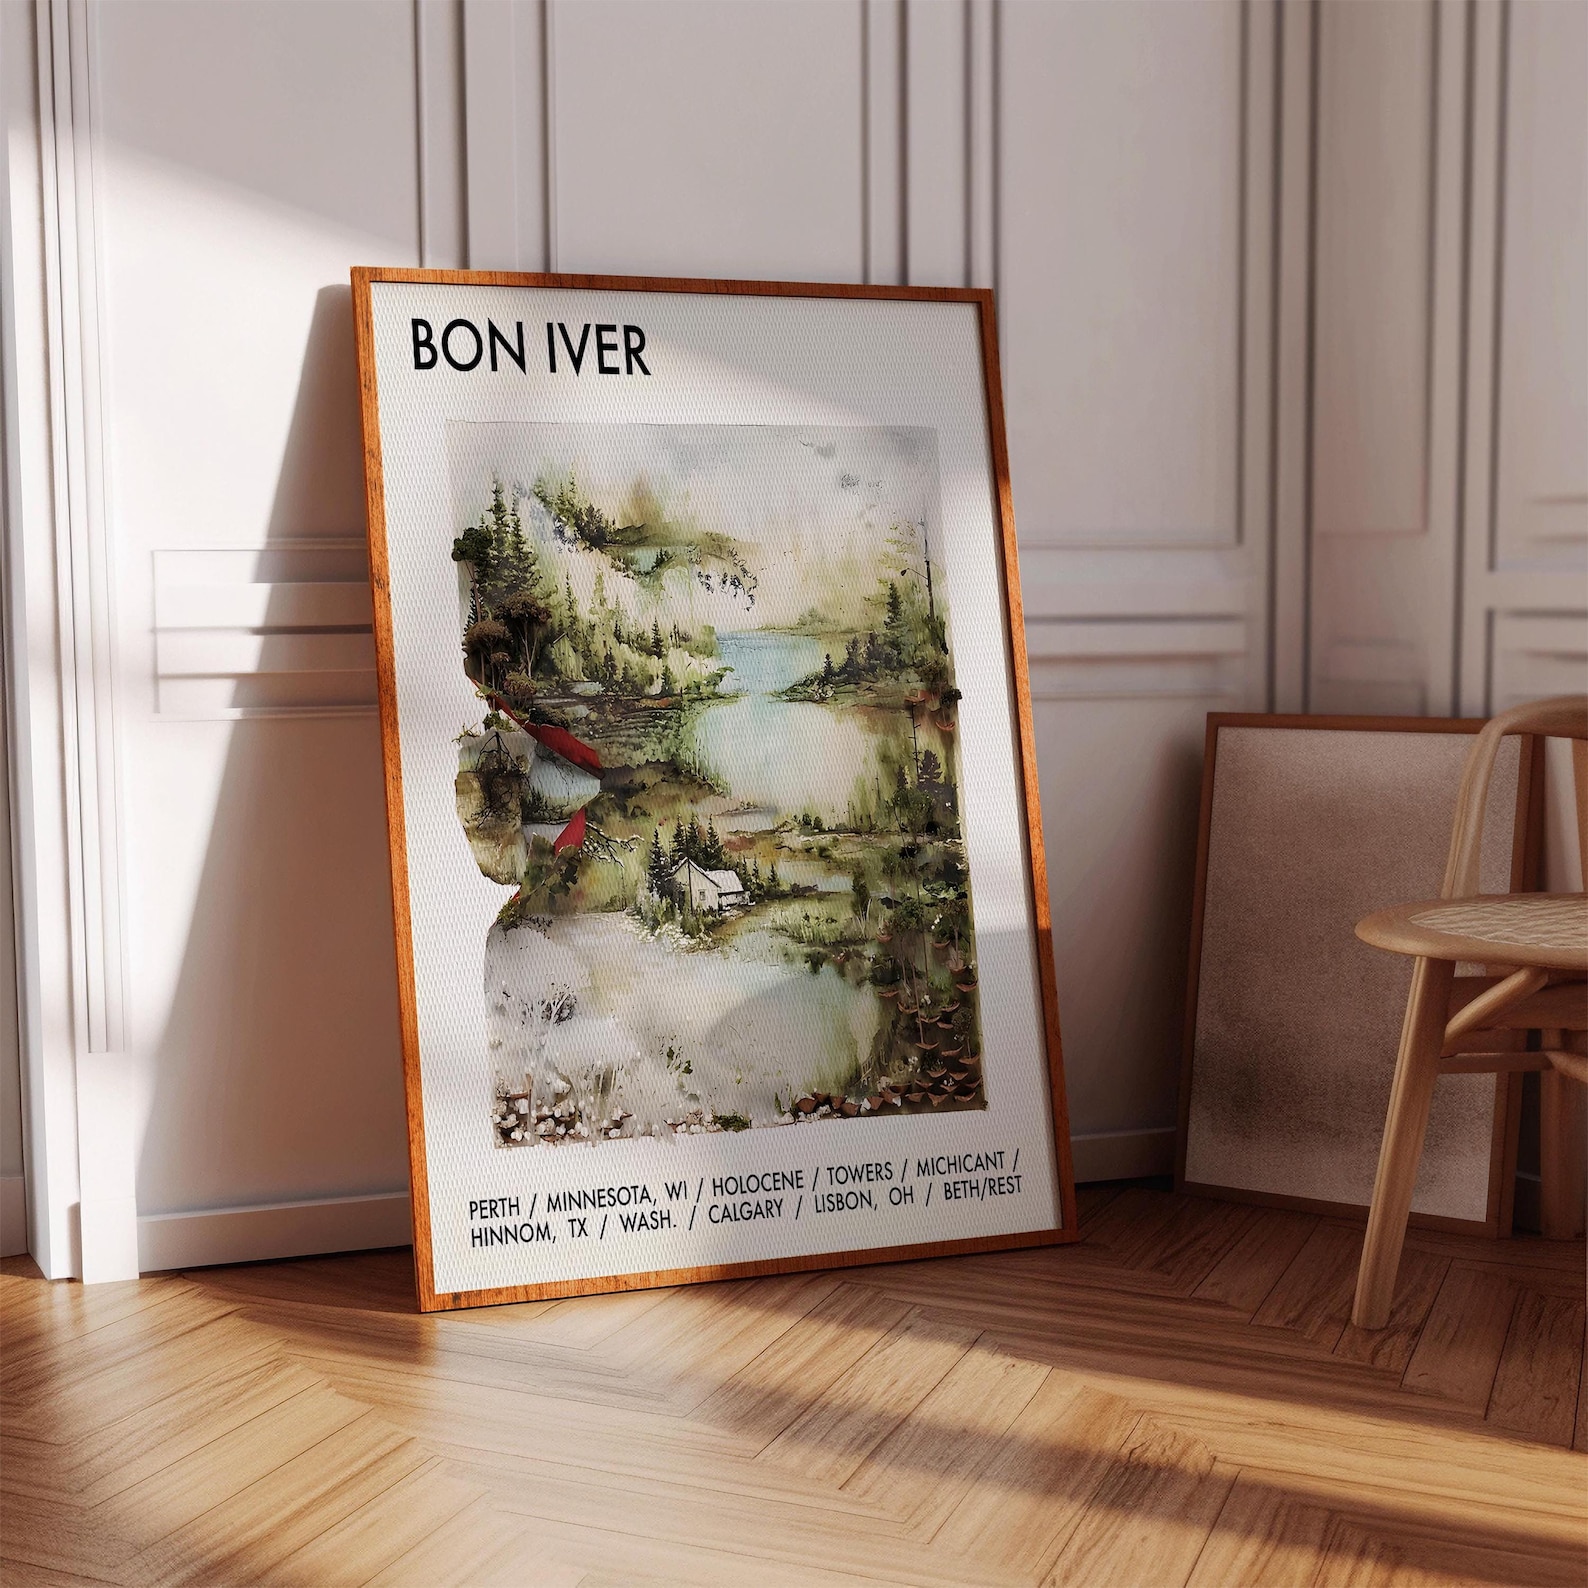 BON IVER
PERTH / MINNESOTA, WI / HOLOCENE / TOWERS / MICHICANT /
HINNOM, TX / WASH. / CALGARY / LISBON, OH / BETH/REST